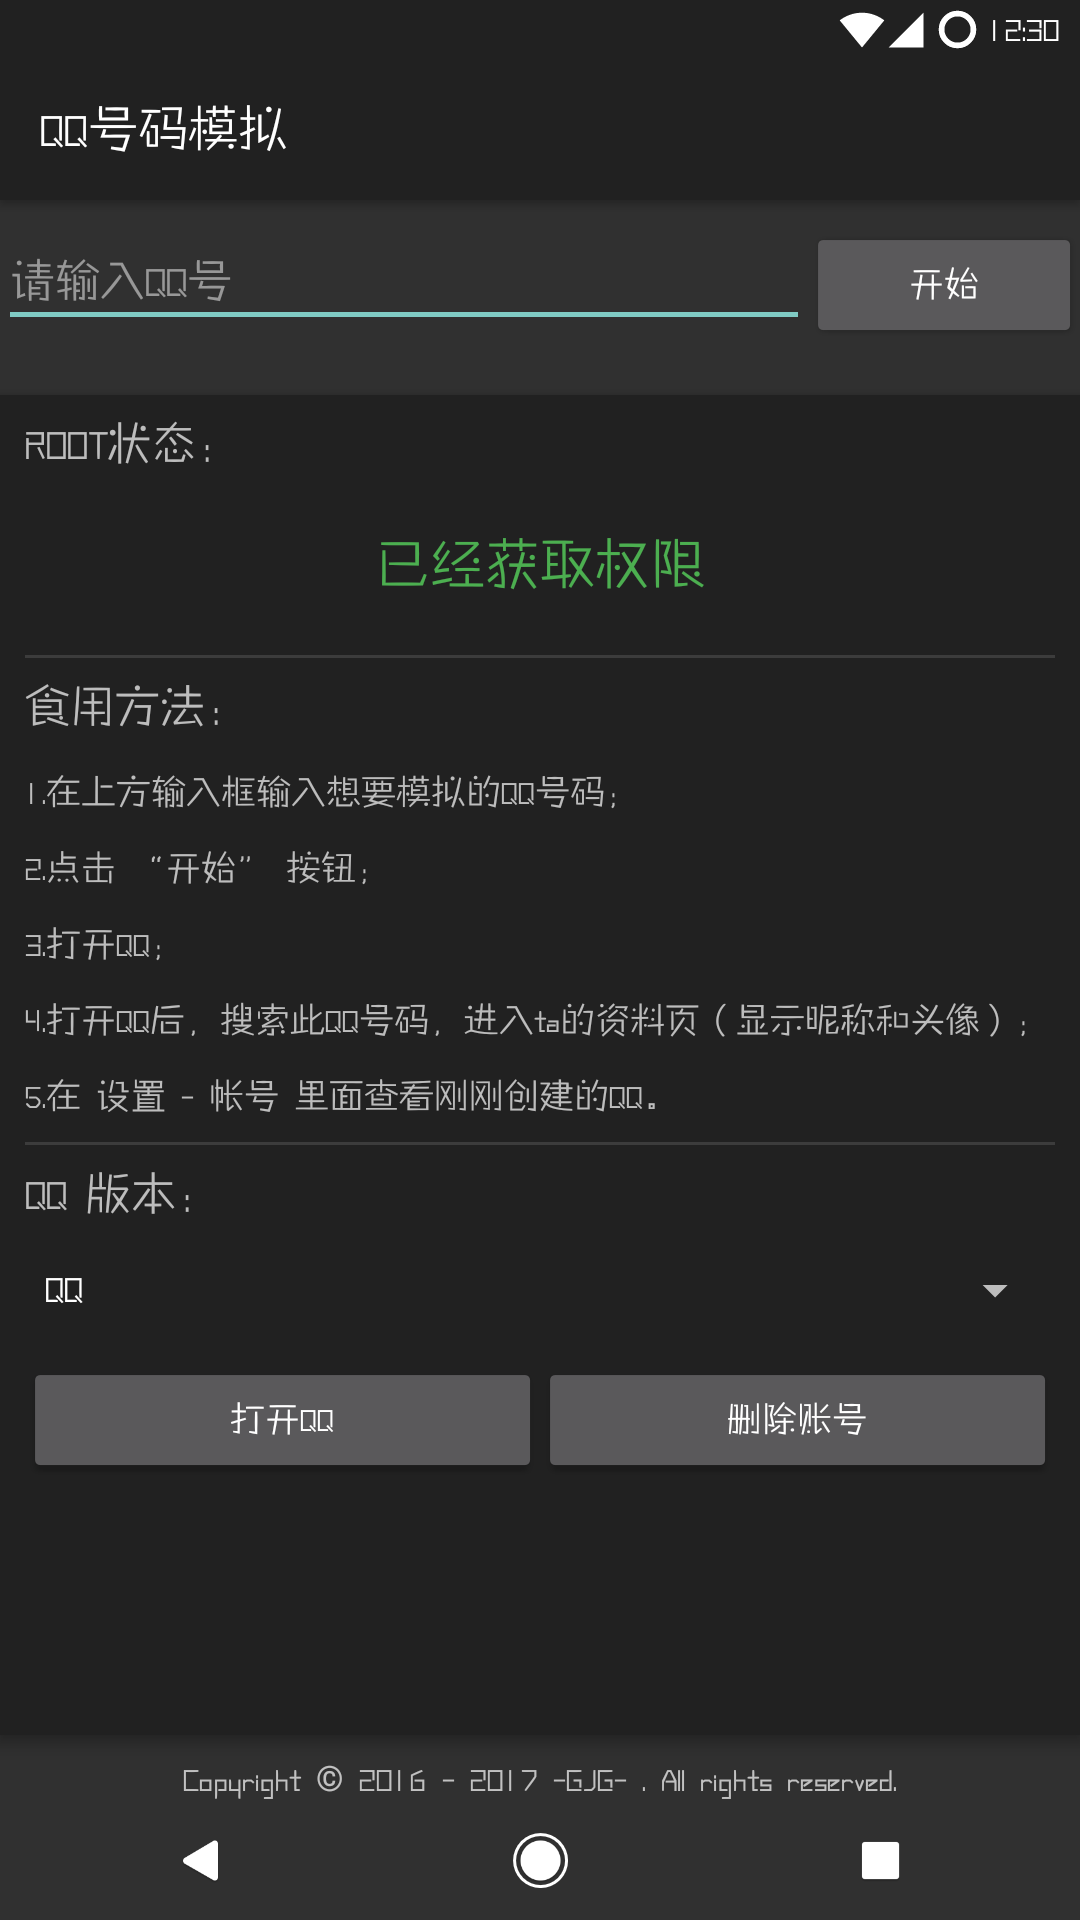 12:30
QQ号码模拟
请输入QQ号
开始
ROOT状态：
已经获取权限
食用方法：
1.在上方输入框输入想要模拟的QQ号码；
2.点击 “开始” 按钮；
3.打开QQ；
4.打开QQ后，搜索此QQ号码，进入ta的资料页（显示昵称和头像）；
5.在 设置 - 帐号 里面查看刚刚创建的QQ。
QQ 版本：
QQ
打开QQ
删除账号
Copyright © 2016 - 2017 -GJG- . All rights reserved.